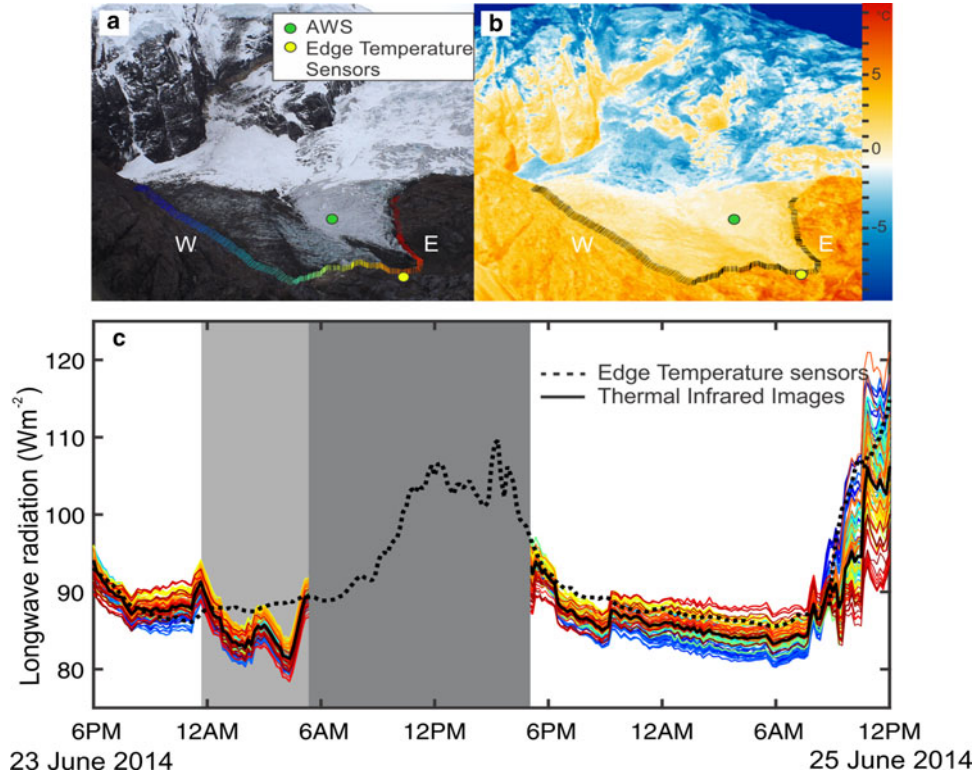 a
AWS
Edge Temperature
Sensors
W
E
b
W
E
°C
5
0
-5
c
Edge Temperature sensors
Thermal Infrared Images
Longwave radiation (Wm-2)
120
110
100
90
80
6PM
12AM
6AM
12PM
6PM
12AM
6AM
12PM
23 June 2014
25 June 2014